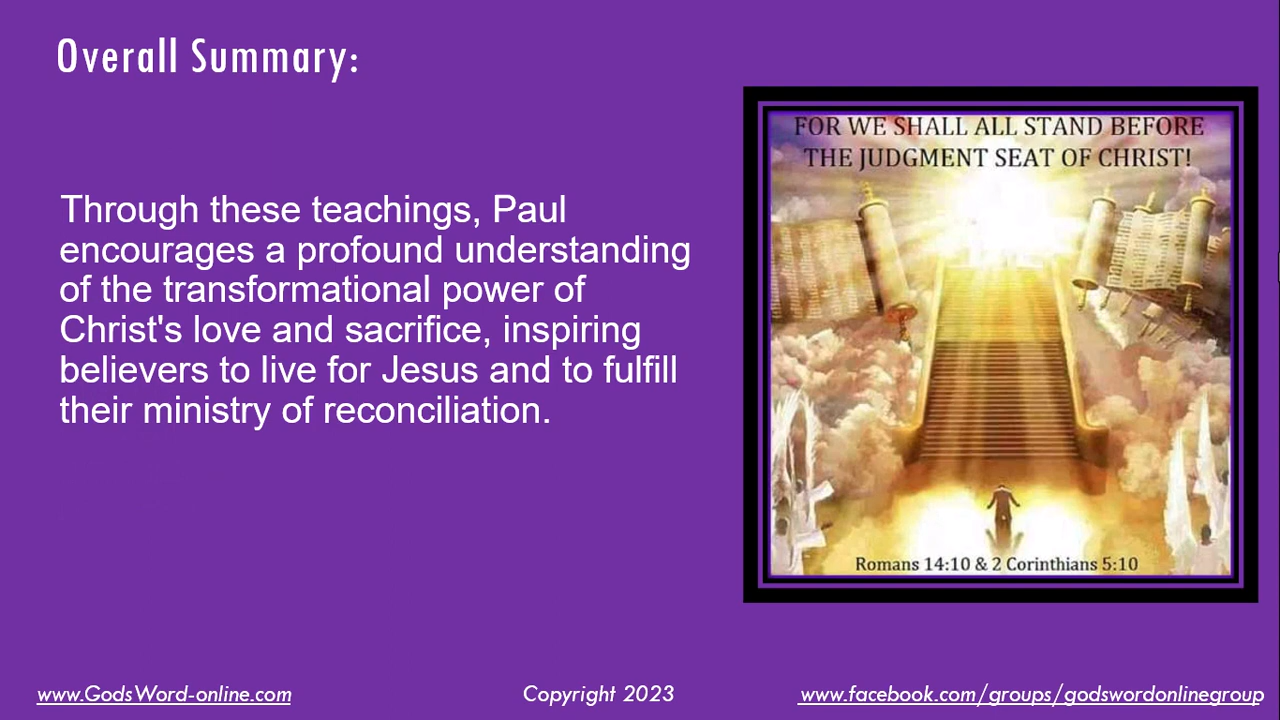 Overall Summary:
Through these teachings, Paul
encourages a profound understanding
of the transformational power of
Christ's love and sacrifice, inspiring
believers to live for Jesus and to fulfill
their ministry of reconciliation.
FOR WE SHALL ALL STAND BEFORE
THE JUDGMENT SEAT OF CHRIST!
Romans 14:10 & 2 Corinthians 5:10
www.GodsWord-online.com
Copyright 2023
www.facebook.com/groups/godswordonlinegroup